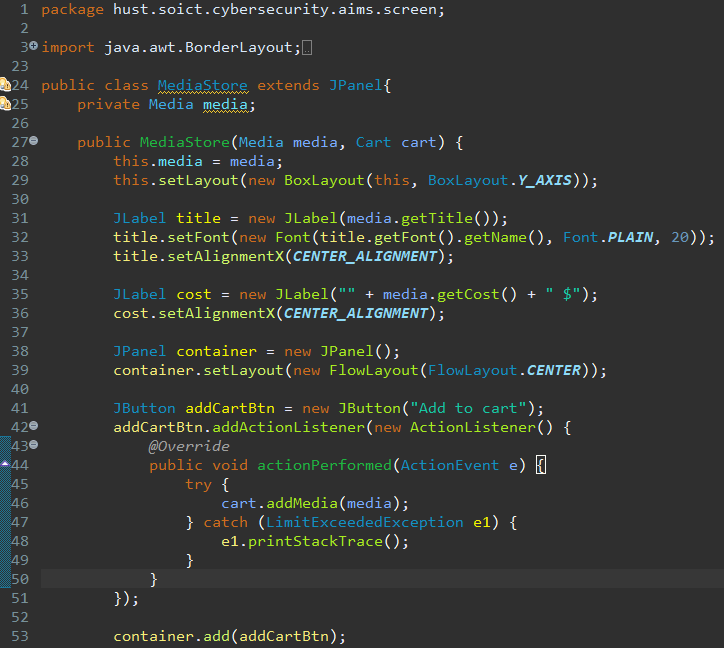 1 package hust.soict.cybersecurity.aims.screen;
2
3 import java.awt.BorderLayout;
23
24 public class MediaStore extends JPanel{
25     private Media media;
26
27     public MediaStore(Media media, Cart cart) {
28         this.media = media;
29         this.setLayout(new BoxLayout(this, BoxLayout.Y_AXIS));
30
31         JLabel title = new JLabel(media.getTitle());
32         title.setFont(new Font(title.getFont().getName(), Font.PLAIN, 20));
33         title.setAlignmentX(CENTER_ALIGNMENT);
34
35         JLabel cost = new JLabel("" + media.getCost() + " $");
36         cost.setAlignmentX(CENTER_ALIGNMENT);
37
38         JPanel container = new JPanel();
39         container.setLayout(new FlowLayout(FlowLayout.CENTER));
40
41         JButton addCartBtn = new JButton("Add to cart");
42         addCartBtn.addActionListener(new ActionListener() {
43             @Override
44             public void actionPerformed(ActionEvent e) {
45                 try {
46                     cart.addMedia(media);
47                 } catch (LimitExceededException e1) {
48                     e1.printStackTrace();
49                 }
50             }
51         });
52
53         container.add(addCartBtn);